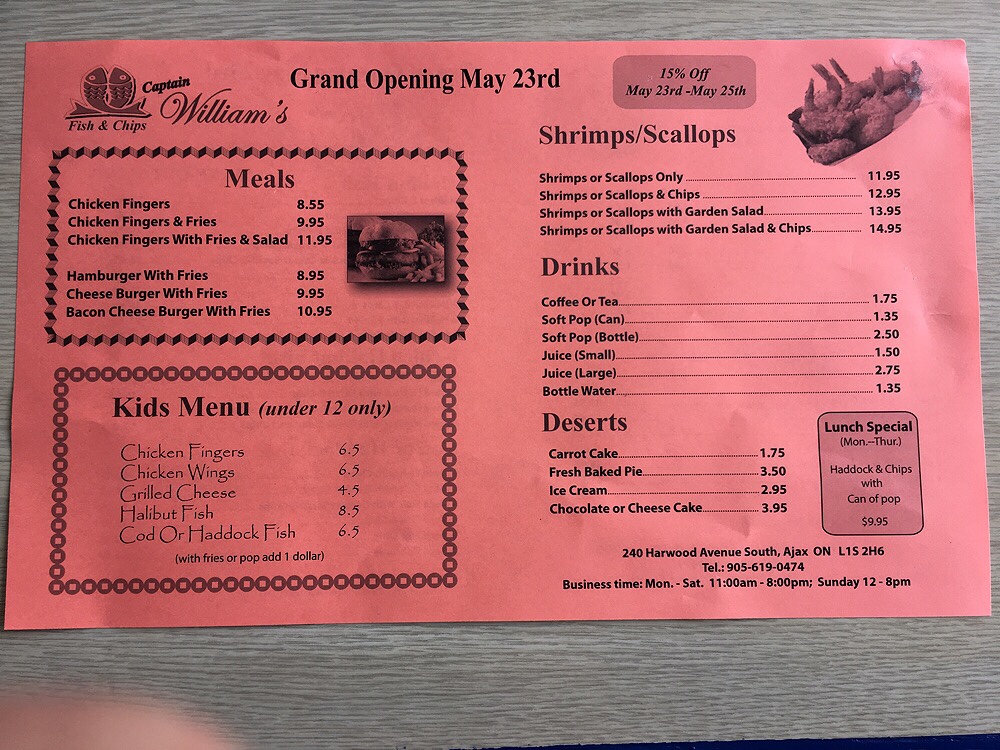 Captain
William's
Fish & Chips
Grand Opening May 23rd
15% Off
May 23rd -May 25th
Meals
Chicken Fingers 8.55
Chicken Fingers & Fries 9.95
Chicken Fingers With Fries & Salad 11.95
Hamburger With Fries 8.95
Cheese Burger With Fries 9.95
Bacon Cheese Burger With Fries 10.95
Kids Menu (under 12 only)
Chicken Fingers 6.5
Chicken Wings 6.5
Grilled Cheese 4.5
Halibut Fish 8.5
Cod Or Haddock Fish 6.5
(with fries or pop add 1 dollar)
Shrimps/Scallops
Shrimps or Scallops Only 11.95
Shrimps or Scallops & Chips 12.95
Shrimps or Scallops with Garden Salad 13.95
Shrimps or Scallops with Garden Salad & Chips 14.95
Drinks
Coffee Or Tea 1.75
Soft Pop (Can) 1.35
Soft Pop (Bottle) 2.50
Juice (Small) 1.50
Juice (Large) 2.75
Bottle Water 1.35
Deserts
Carrot Cake 1.75
Fresh Baked Pie 3.50
Ice Cream 2.95
Chocolate or Cheese Cake 3.95
Lunch Special
(Mon.--Thur.)
Haddock & Chips
with
Can of pop
$9.95
240 Harwood Avenue South, Ajax ON L1S 2H6
Tel.: 905-619-0474
Business time: Mon. - Sat. 11:00am - 8:00pm; Sunday 12 - 8pm